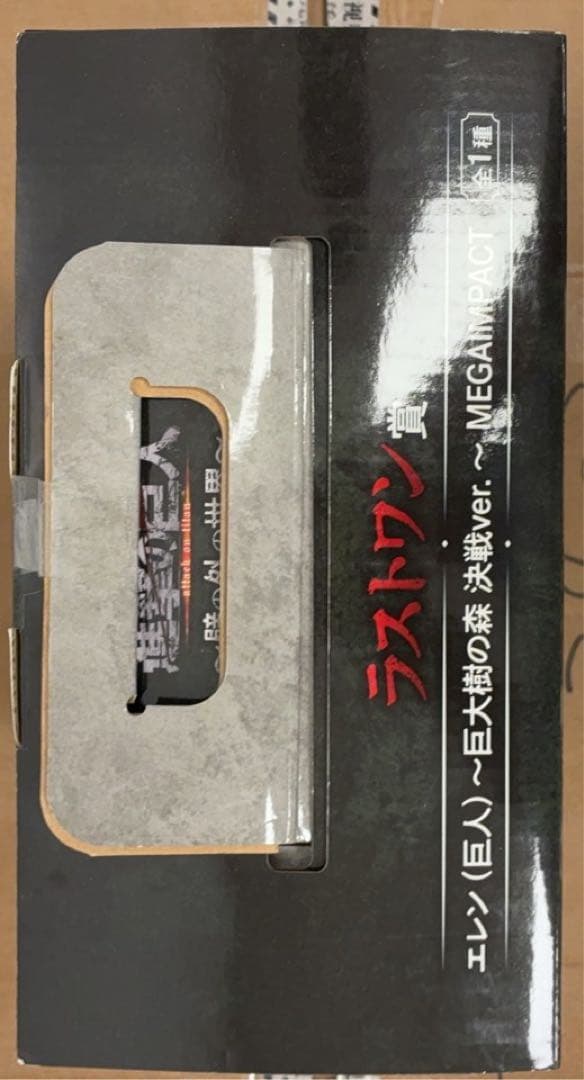 進撃の巨人
attack on titan
～壁の外の世界～
ラストワン賞
エレン（巨人）～巨大樹の森 決戦ver.～ MEGAIMPACT 全1種